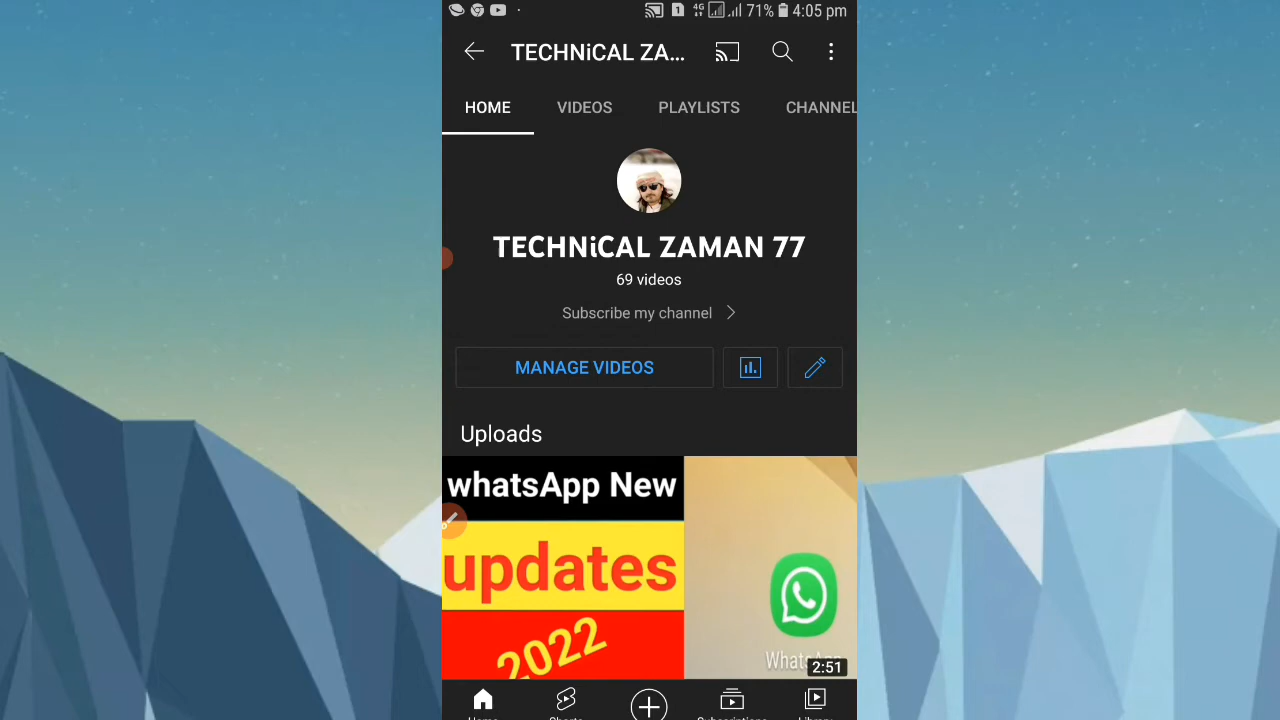 71% 4:05 pm
TECHNiCAL ZA...
HOME VIDEOS PLAYLISTS CHANNEL
TECHNiCAL ZAMAN 77
69 videos
Subscribe my channel
MANAGE VIDEOS
Uploads
whatsApp New
updates
2022
WhatsApp
2:51